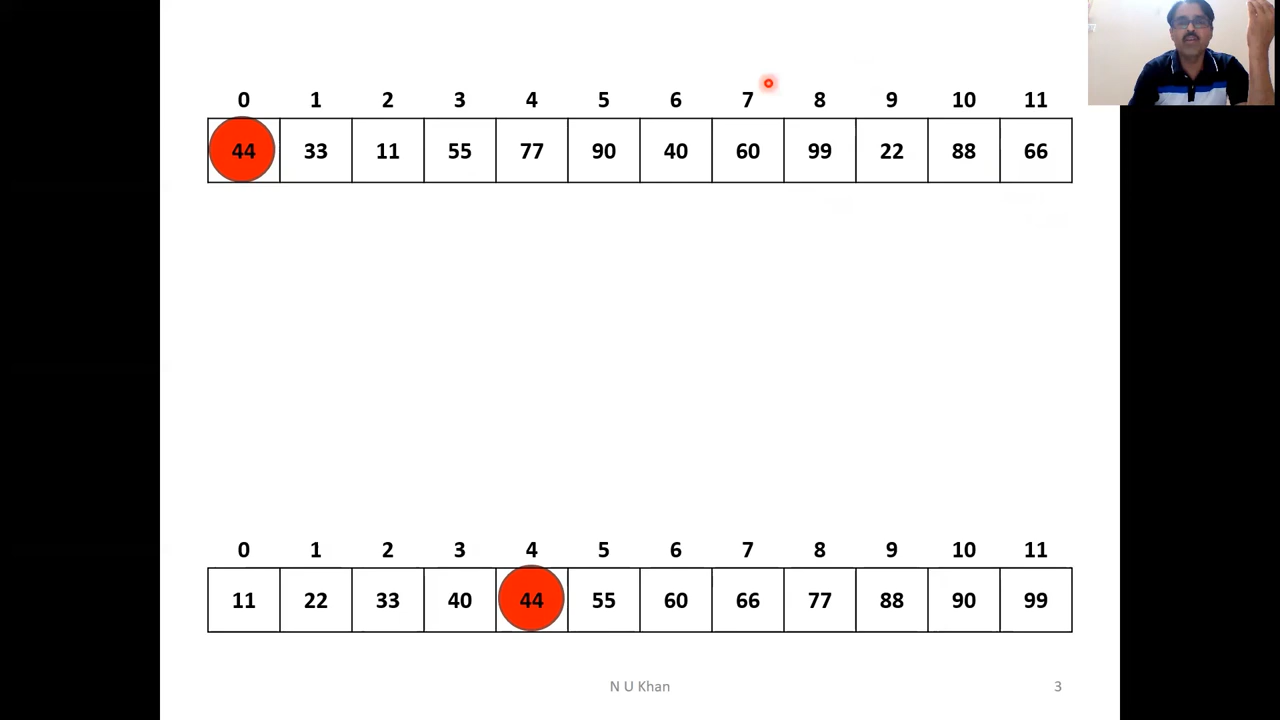 0 1 2 3 4 5 6 7 8 9 10 11
44 33 11 55 77 90 40 60 99 22 88 66
0 1 2 3 4 5 6 7 8 9 10 11
11 22 33 40 44 55 60 66 77 88 90 99
N U Khan 3